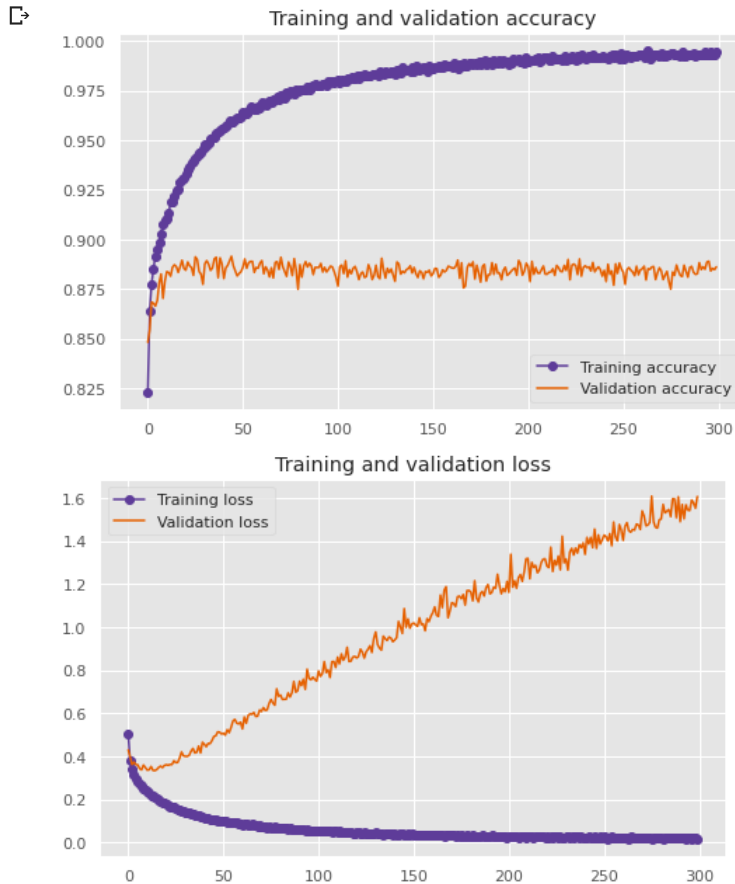 Training and validation accuracy
1.000
0.975
0.950
0.925
0.900
0.875
0.850
0.825
Training accuracy
Validation accuracy
0 50 100 150 200 250 300
Training and validation loss
Training loss
Validation loss
1.6
1.4
1.2
1.0
0.8
0.6
0.4
0.2
0.0
0 50 100 150 200 250 300